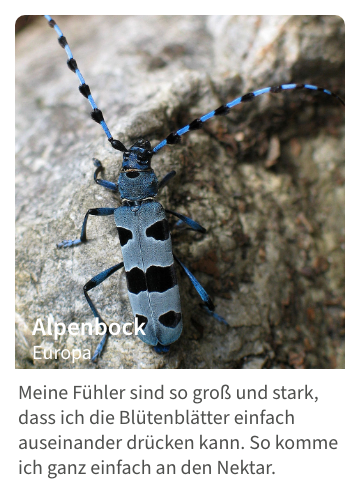 Alpenbock
Europa
Meine Fühler sind so groß und stark,
dass ich die Blütenblätter einfach
auseinander drücken kann. So komme
ich ganz einfach an den Nektar.